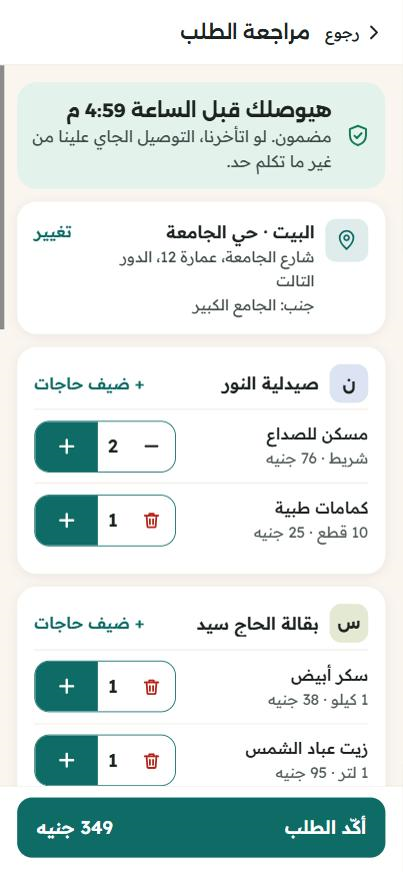 رجوع
مراجعة الطلب
هيوصلك قبل الساعة 4:59 م
مضمون. لو اتأخرنا، التوصيل الجاي علينا من
غير ما تكلم حد.
البيت · حي الجامعة
تغيير
شارع الجامعة، عمارة 12، الدور
التالت
جنب: الجامع الكبير
ن
صيدلية النور
+ ضيف حاجات
مسكن للصداع
شريط · 76 جنيه
− 2 +
كمامات طبية
10 قطع · 25 جنيه
1 +
س
بقالة الحاج سيد
+ ضيف حاجات
سكر أبيض
1 كيلو · 38 جنيه
1 +
زيت عباد الشمس
1 لتر · 95 جنيه
1 +
أكّد الطلب
349 جنيه